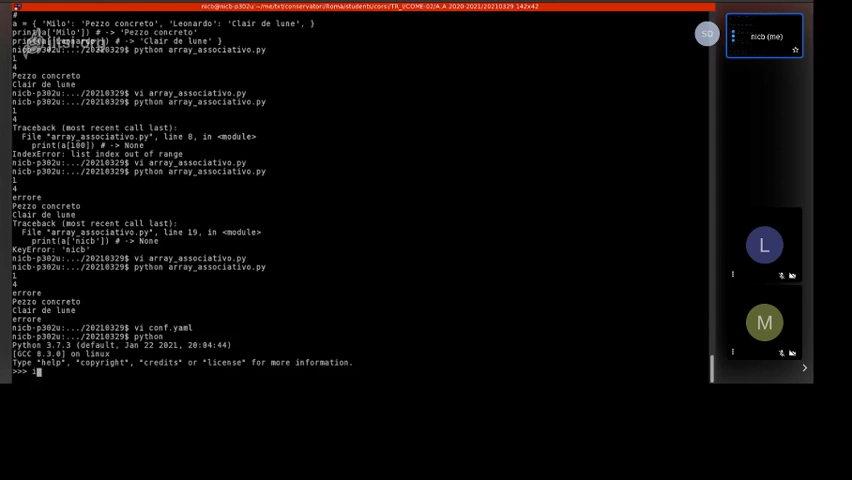 nicb@nicb-p302u: ~/me/txt/conservatori/Roma/students/corsi/TR_I/COME-02/A.A 2020-2021/20210329 142x42
#
a = { 'Milo': 'Pezzo concreto', 'Leonardo': 'Clair de lune', }
print(a['Milo']) # -> 'Pezzo concreto'
print(a['Leonardo']) # -> 'Clair de lune' }
nicb-p302u:.../20210329$ python array_associativo.py
1
4
Pezzo concreto
Clair de lune
nicb-p302u:.../20210329$ vi array_associativo.py
nicb-p302u:.../20210329$ python array_associativo.py
1
4
Traceback (most recent call last):
File "array_associativo.py", line 8, in <module>
print(a[100]) # -> None
IndexError: list index out of range
nicb-p302u:.../20210329$ vi array_associativo.py
nicb-p302u:.../20210329$ python array_associativo.py
1
4
errore
Pezzo concreto
Clair de lune
Traceback (most recent call last):
File "array_associativo.py", line 19, in <module>
print(a['nicb']) # -> None
KeyError: 'nicb'
nicb-p302u:.../20210329$ vi array_associativo.py
nicb-p302u:.../20210329$ python array_associativo.py
1
4
errore
Pezzo concreto
Clair de lune
errore
nicb-p302u:.../20210329$ vi conf.yaml
nicb-p302u:.../20210329$ python
Python 3.7.3 (default, Jan 22 2021, 20:04:44)
[GCC 8.3.0] on linux
Type "help", "copyright", "credits" or "license" for more information.
>>> i
jitsi.org
SD
nicb (me)
L
M